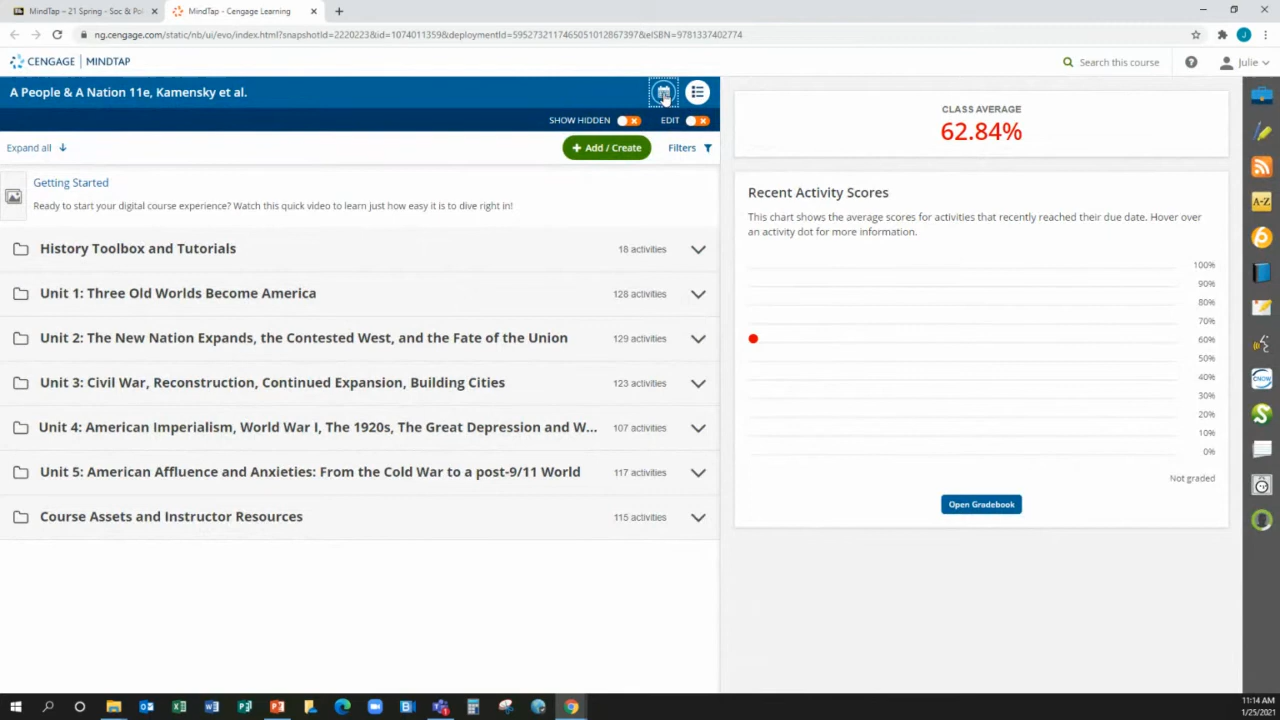 MindTap – 21 Spring - Soc & Pol
MindTap - Cengage Learning
ng.cengage.com/static/nb/ui/evo/index.html?snapshotId=2220223&id=1074011359&deploymentId=5952732117465051012867397&eISBN=9781337402774
CENGAGE | MINDTAP
Search this course
Julie
A People & A Nation 11e, Kamensky et al.
SHOW HIDDEN
EDIT
Expand all
+ Add / Create
Filters
Getting Started
Ready to start your digital course experience? Watch this quick video to learn just how easy it is to dive right in!
History Toolbox and Tutorials 18 activities
Unit 1: Three Old Worlds Become America 128 activities
Unit 2: The New Nation Expands, the Contested West, and the Fate of the Union 129 activities
Unit 3: Civil War, Reconstruction, Continued Expansion, Building Cities 123 activities
Unit 4: American Imperialism, World War I, The 1920s, The Great Depression and W... 107 activities
Unit 5: American Affluence and Anxieties: From the Cold War to a post-9/11 World 117 activities
Course Assets and Instructor Resources 115 activities
CLASS AVERAGE
62.84%
Recent Activity Scores
This chart shows the average scores for activities that recently reached their due date. Hover over
an activity dot for more information.
100%
90%
80%
70%
60%
50%
40%
30%
20%
10%
0%
Not graded
Open Gradebook
A-Z
CNOW
11:14 AM
1/25/2021